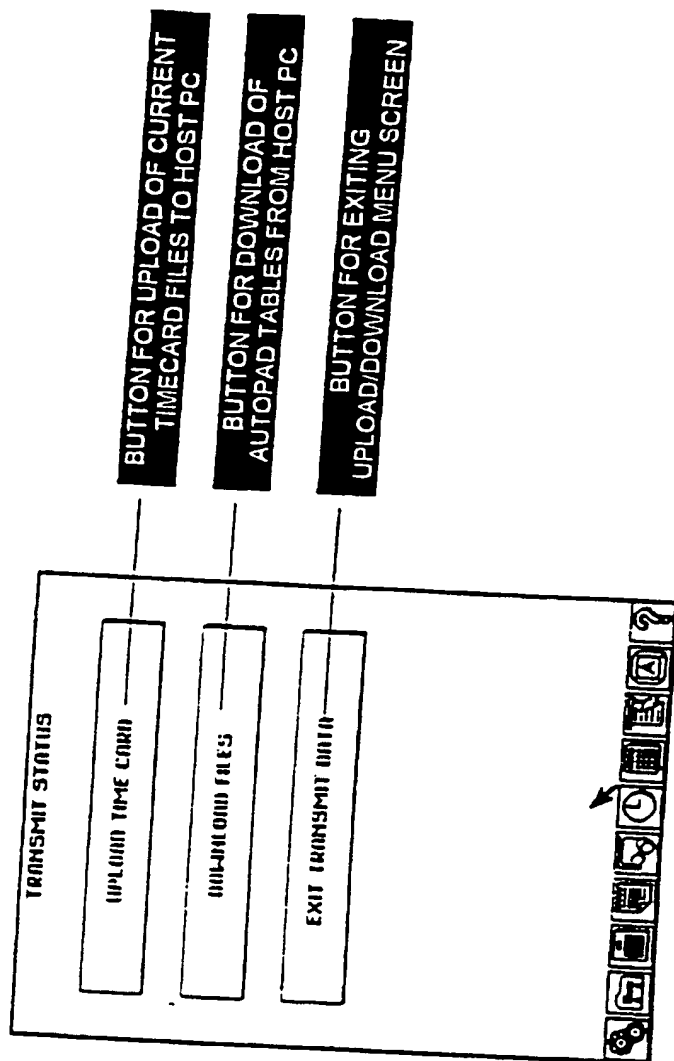 TRANSMIT STATUS
UPLOAD TIME CARD
DOWNLOAD FILES
EXIT TRANSMIT DATA
BUTTON FOR UPLOAD OF CURRENT
TIMECARD FILES TO HOST PC
BUTTON FOR DOWNLOAD OF
AUTOPAD TABLES FROM HOST PC
BUTTON FOR EXITING
UPLOAD/DOWNLOAD MENU SCREEN
A
?